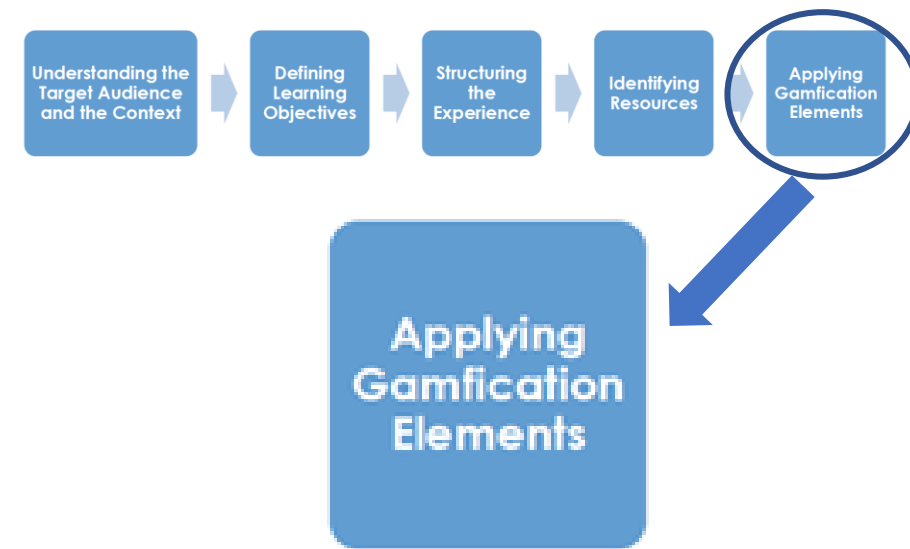 Understanding the
Target Audience
and the Context
Defining
Learning
Objectives
Structuring
the
Experience
Identifying
Resources
Applying
Gamfication
Elements
Applying
Gamfication
Elements